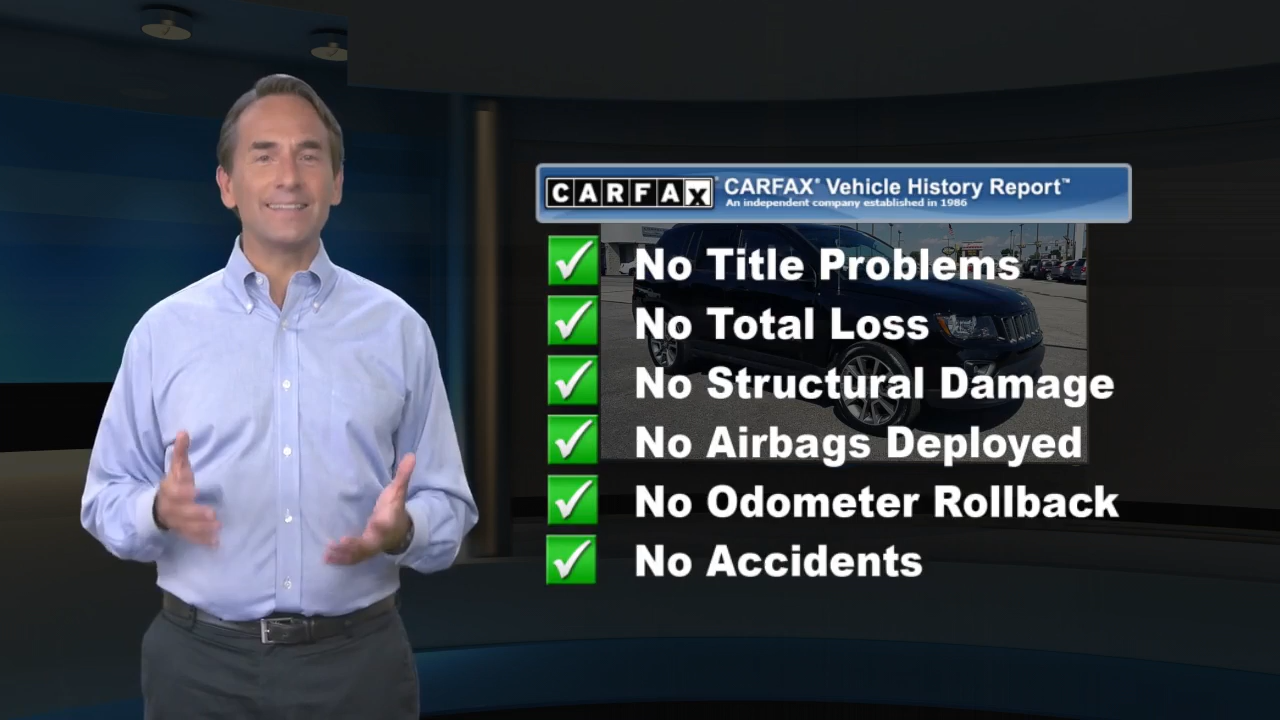 CARFAX® CARFAX® Vehicle History Report™
An independent company established in 1986
No Title Problems
No Total Loss
No Structural Damage
No Airbags Deployed
No Odometer Rollback
No Accidents